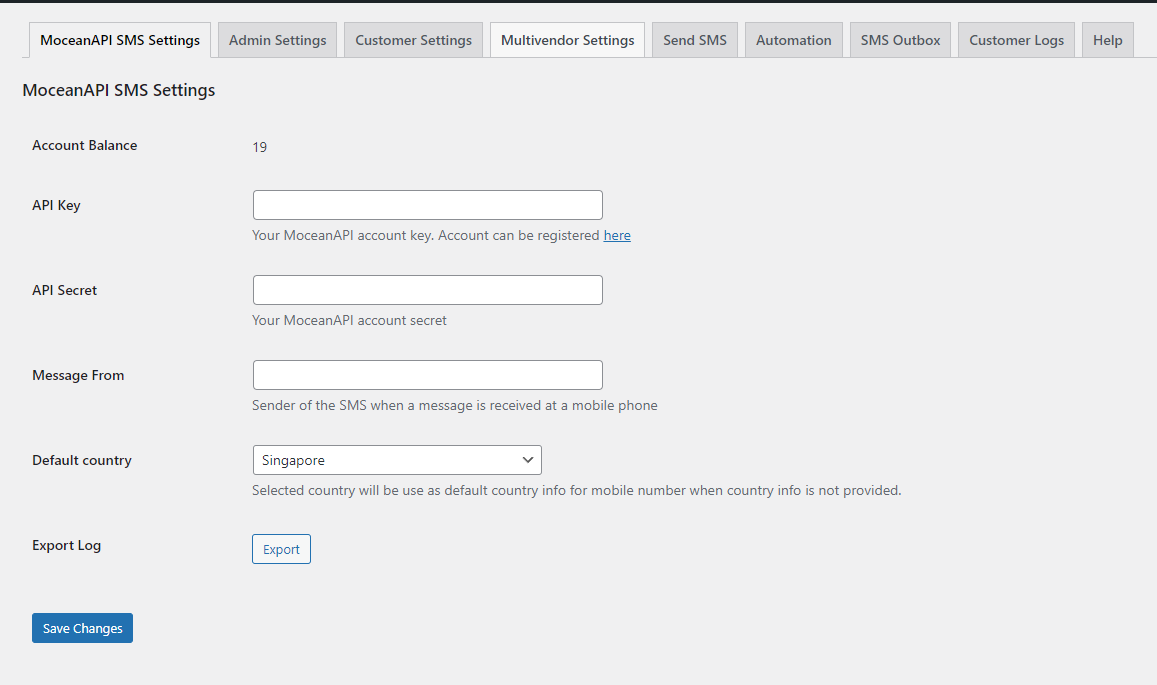 MoceanAPI SMS Settings Admin Settings Customer Settings Multivendor Settings Send SMS Automation SMS Outbox Customer Logs Help
MoceanAPI SMS Settings
Account Balance 19
API Key
Your MoceanAPI account key. Account can be registered here
API Secret
Your MoceanAPI account secret
Message From
Sender of the SMS when a message is received at a mobile phone
Default country Singapore
Selected country will be use as default country info for mobile number when country info is not provided.
Export Log Export
Save Changes